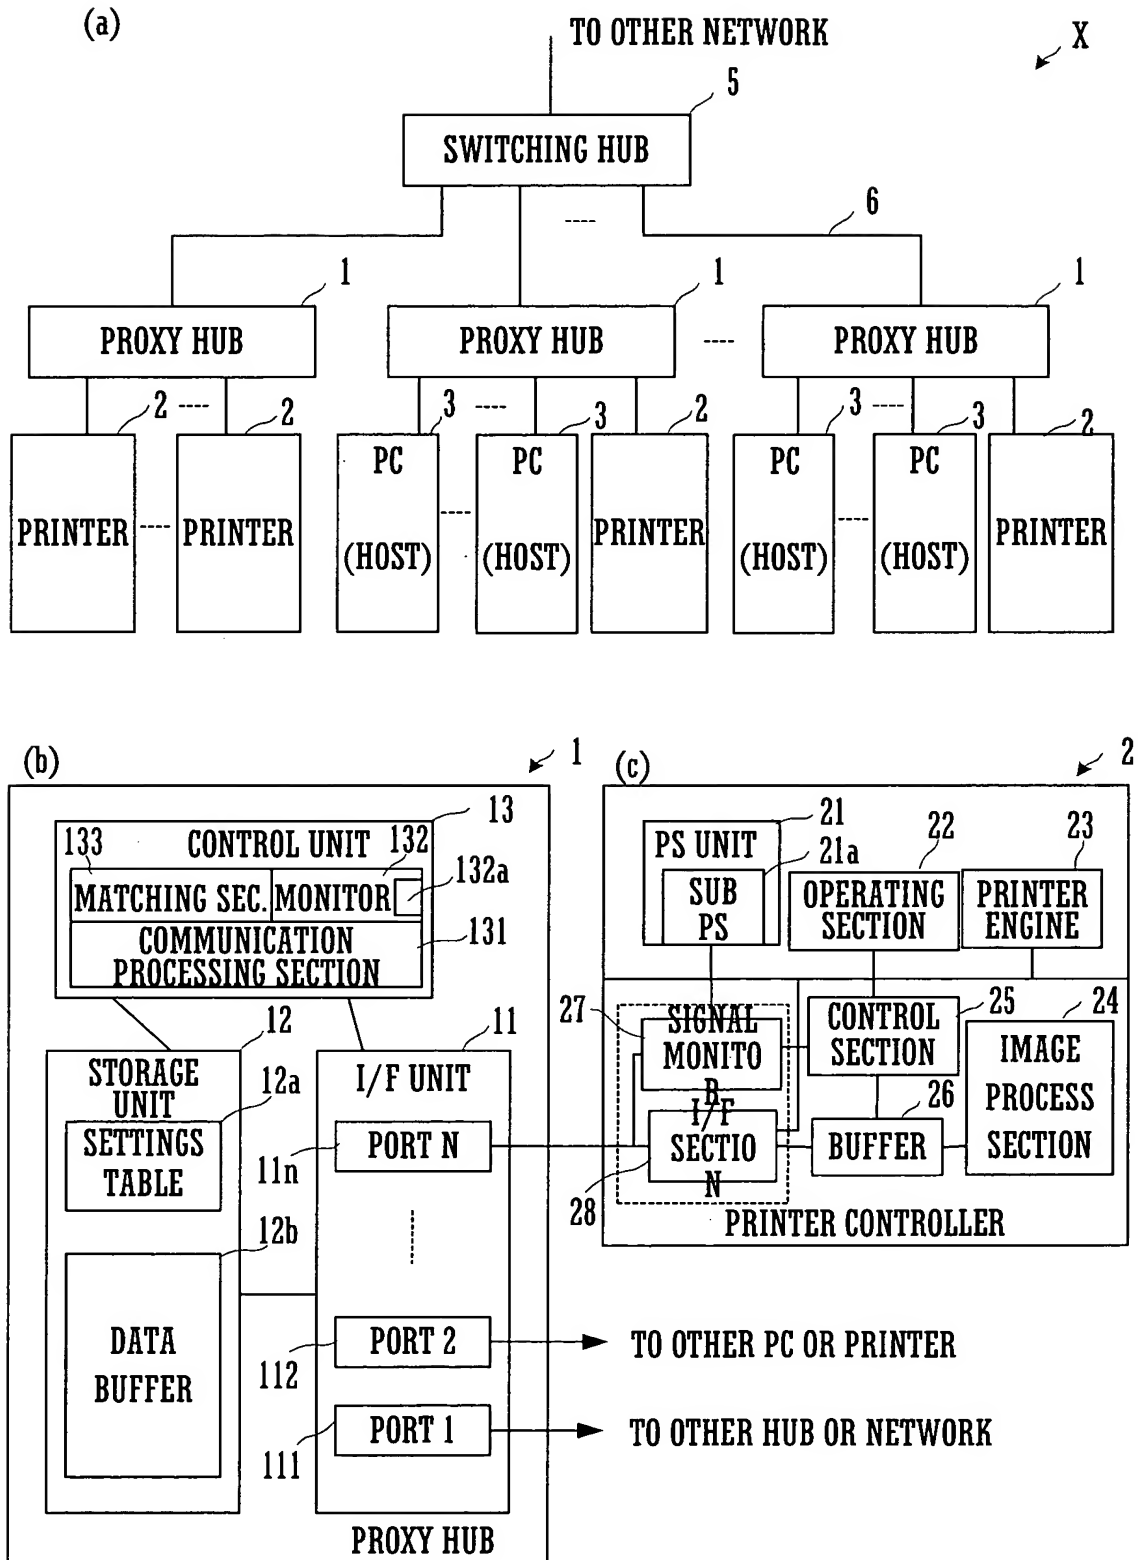 (a)
TO OTHER NETWORK
X
5
SWITCHING HUB
----
6
1
1
1
PROXY HUB
PROXY HUB
----
PROXY HUB
2 ---- 2
3 ---- 3 2
3 ---- 3 2
PC
PC
PC
PC
PRINTER ---- PRINTER
---- PRINTER
---- PRINTER
(HOST)
(HOST)
(HOST)
(HOST)
(b)
1
13
133
CONTROL UNIT
132
132a
MATCHING SEC.
MONITOR
COMMUNICATION
PROCESSING SECTION
131
12
11
STORAGE
UNIT
12a
SETTINGS
TABLE
12b
DATA
BUFFER
I/F UNIT
PORT N
11n
PORT 2
112
TO OTHER PC OR PRINTER
PORT 1
111
TO OTHER HUB OR NETWORK
PROXY HUB
(c)
2
21
PS UNIT
21a
SUB
PS
22
OPERATING
SECTION
23
PRINTER
ENGINE
27
SIGNAL
MONITO
R
I/F
SECTIO
N
28
CONTROL
SECTION
25
24
IMAGE
PROCESS
SECTION
26
BUFFER
PRINTER CONTROLLER